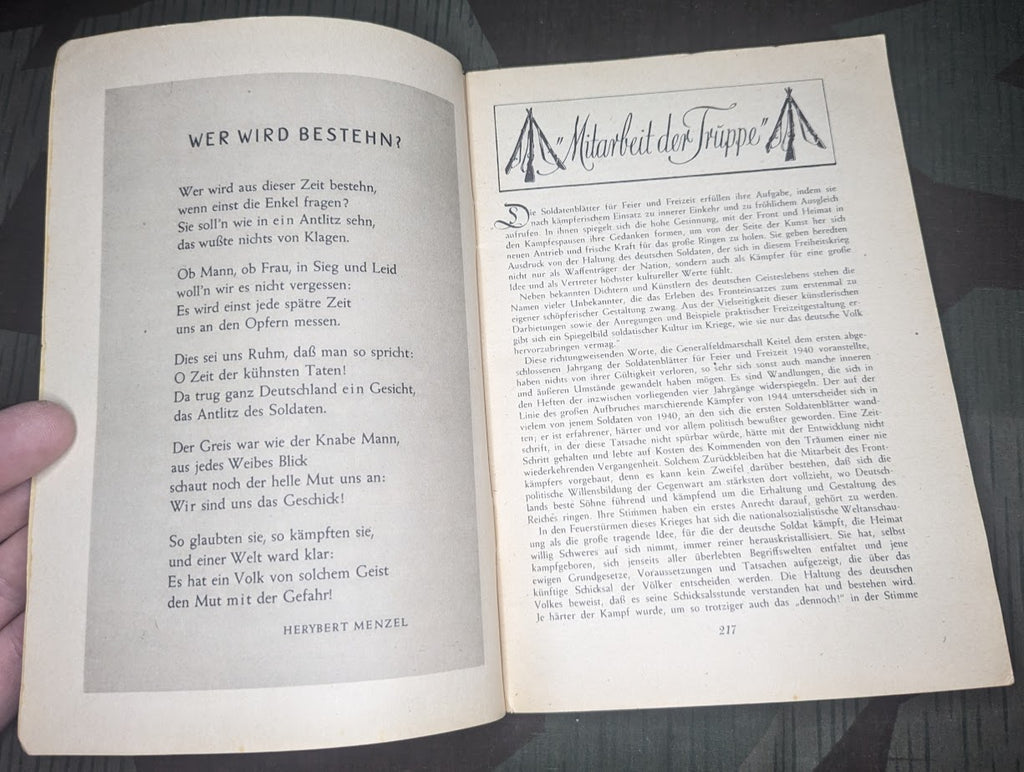 WER WIRD BESTEHN?
Wer wird aus dieser Zeit bestehn,
wenn einst die Enkel fragen?
Sie soll'n wie in ein Antlitz sehn,
das wußte nichts von Klagen.
Ob Mann, ob Frau, in Sieg und Leid
woll'n wir es nicht vergessen:
Es wird einst jede spätre Zeit
uns an den Opfern messen.
Dies sei uns Ruhm, daß man so spricht:
O Zeit der kühnsten Taten!
Da trug ganz Deutschland ein Gesicht,
das Antlitz des Soldaten.
Der Greis war wie der Knabe Mann,
aus jedes Weibes Blick
schaut noch der helle Mut uns an:
Wir sind uns das Geschick!
So glaubten sie, so kämpften sie,
und einer Welt ward klar:
Es hat ein Volk von solchem Geist
den Mut mit der Gefahr!
HERYBERT MENZEL
"Mitarbeit der Truppe"
Die Soldatenblätter für Feier und Freizeit erfüllen ihre Aufgabe, indem sie
nach kämpferischem Einsatz zu innerer Einkehr und zu fröhlichem Ausgleich
aufrufen. In ihnen spiegelt sich die hohe Gesinnung, mit der Front und Heimat in
den Kampfespausen ihre Gedanken formen, um von der Seite der Kunst her sich
neuen Antrieb und frische Kraft für das große Ringen zu holen. Sie geben beredten
Ausdruck von der Haltung des deutschen Soldaten, der sich in diesem Freiheitskrieg
nicht nur als Waffenträger der Nation, sondern auch als Kämpfer für eine große
Idee und als Vertreter höchster kultureller Werte fühlt.
Neben bekannten Dichtern und Künstlern des deutschen Geisteslebens stehen die
Namen vieler Unbekannter, die das Erleben des Fronteinsatzes zum erstenmal zu
eigener schöpferischer Gestaltung zwang. Aus der Vielseitigkeit dieser künstlerischen
Darbietungen sowie der Anregungen und Beispiele praktischer Freizeitgestaltung er-
gibt sich ein Spiegelbild soldatischer Kultur im Kriege, wie sie nur das deutsche Volk
hervorzubringen vermag."
Diese richtungweisenden Worte, die Generalfeldmarschall Keitel dem ersten abge-
schlossenen Jahrgang der Soldatenblätter für Feier und Freizeit 1940 voranstellte,
haben nichts von ihrer Gültigkeit verloren, so sehr sich sonst auch manche inneren
und äußeren Umstände gewandelt haben mögen. Es sind Wandlungen, die sich in
den Heften der inzwischen vorliegenden vier Jahrgänge widerspiegeln. Der auf der
Linie des großen Aufbruches marschierende Kämpfer von 1944 unterscheidet sich in
vielem von jenem Soldaten von 1940, an den sich die ersten Soldatenblätter wand-
ten; er ist erfahrener, härter und vor allem politisch bewußter geworden. Eine Zeit-
schrift, in der diese Tatsache nicht spürbar würde, hätte mit der Entwicklung nicht
Schritt gehalten und lebte auf Kosten des Kommenden von den Träumen einer nie
wiederkehrenden Vergangenheit. Solchem Zurückbleiben hat die Mitarbeit des Front-
kämpfers vorgebaut, denn es kann kein Zweifel darüber bestehen, daß sich die
politische Willensbildung der Gegenwart am stärksten dort vollzieht, wo Deutsch-
lands beste Söhne führend und kämpfend um die Erhaltung und Gestaltung des
Reiches ringen. Ihre Stimmen haben ein erstes Anrecht darauf, gehört zu werden.
In den Feuerstürmen dieses Krieges hat sich die nationalsozialistische Weltanschau-
ung als die große tragende Idee, für die der deutsche Soldat kämpft, die Heimat
willig Schweres auf sich nimmt, immer reiner herauskristallisiert. Sie hat, selbst
kampfgeboren, sich jenseits aller überlebten Begriffswelten entfaltet und jene
ewigen Grundgesetze, Voraussetzungen und Tatsachen aufgezeigt, die über das
künftige Schicksal der Völker entscheiden werden. Die Haltung des deutschen
Volkes beweist, daß es seine Schicksalsstunde verstanden hat und bestehen wird.
Je härter der Kampf wurde, um so trotziger auch das „dennoch!" in der Stimme
217